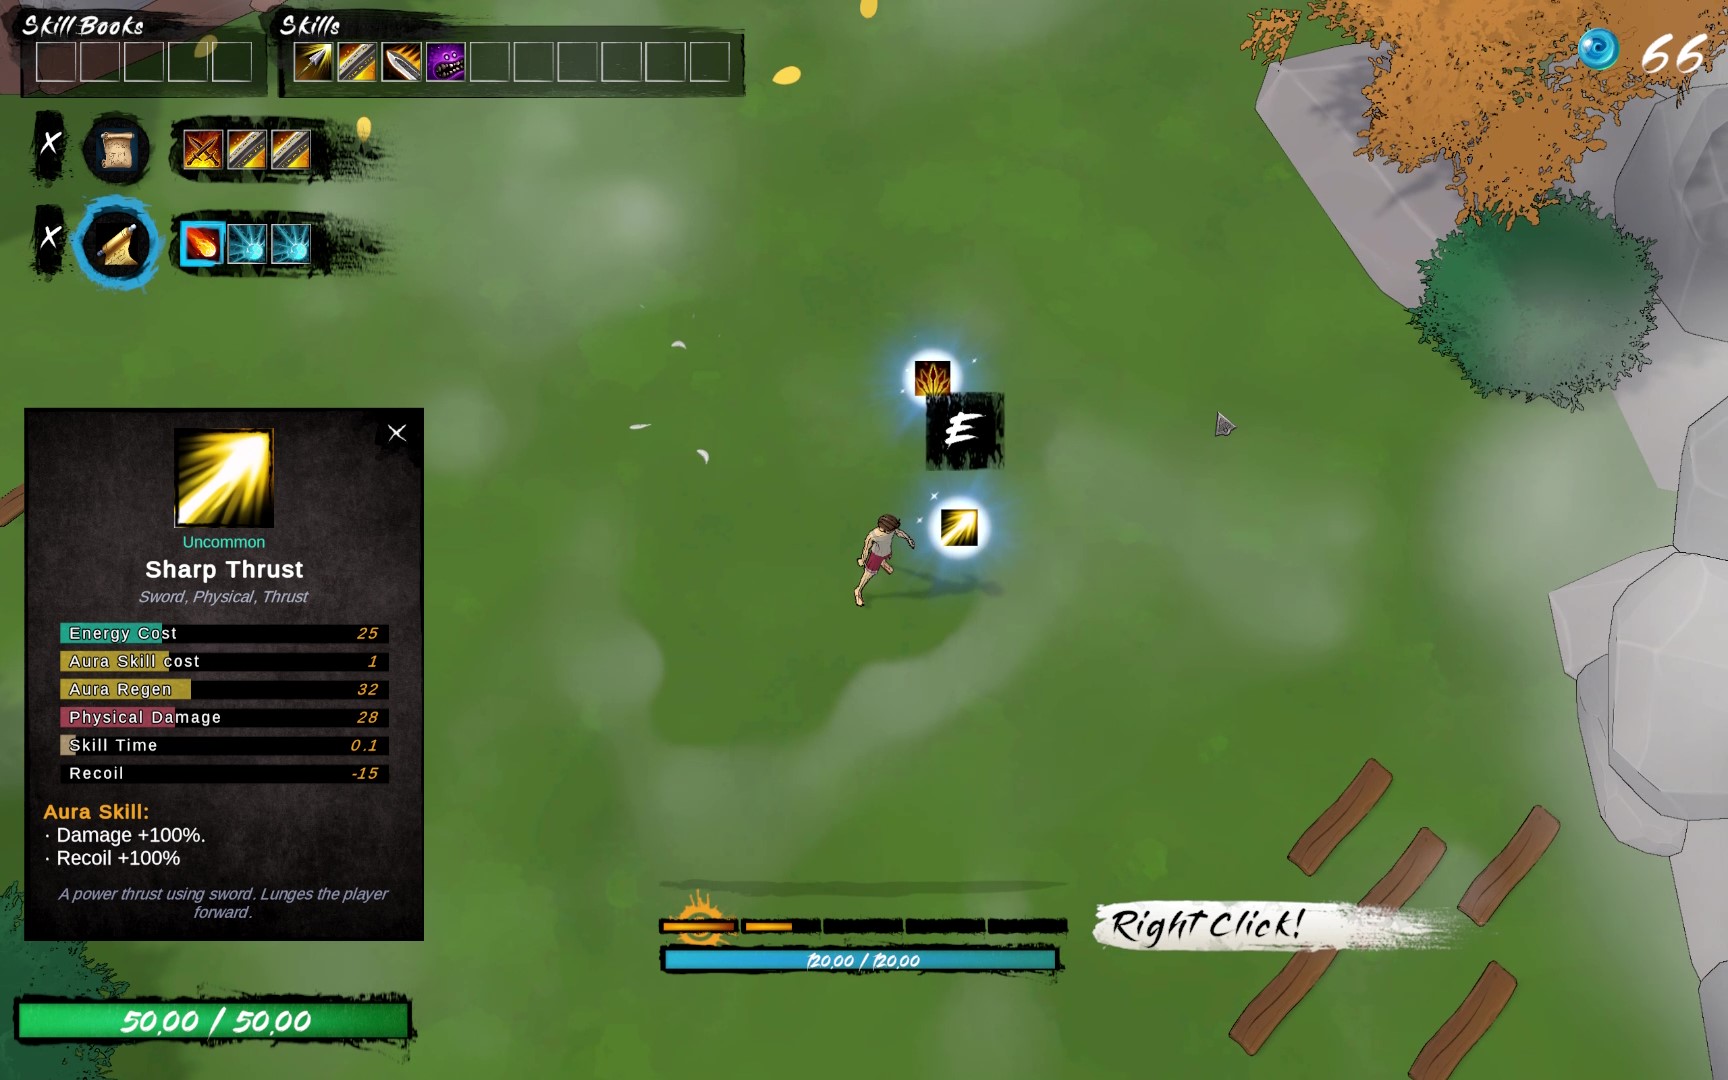 Skill Books
Skills
66
X
X
E
Uncommon
Sharp Thrust
Sword, Physical, Thrust
Energy Cost 25
Aura Skill cost 1
Aura Regen 32
Physical Damage 28
Skill Time 0.1
Recoil -15
Aura Skill:
· Damage +100%.
· Recoil +100%
A power thrust using sword. Lunges the player
forward.
Right Click!
120,00 / 120,00
50,00 / 50,00